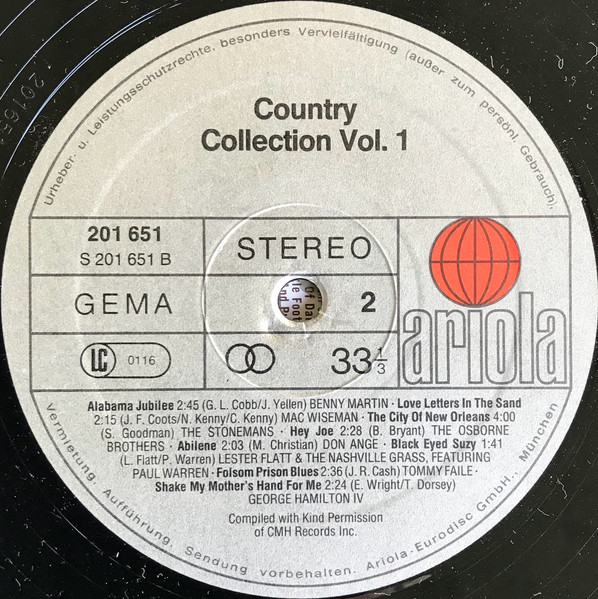 Urheber- u. Leistungsschutzrechte, besonders Vervielfältigung (außer zum persönl. Gebrauch),
Country
Collection Vol. 1
201 651
S 201 651 B
STEREO
GEMA
2
LC 0116
33 1/3
ariola
Alabama Jubilee 2:45 (G. L. Cobb/J. Yellen) BENNY MARTIN · Love Letters In The Sand
2:15 (J. F. Coots/N. Kenny/C. Kenny) MAC WISEMAN · The City Of New Orleans 4:00
(S. Goodman) THE STONEMANS · Hey Joe 2:28 (B. Bryant) THE OSBORNE
BROTHERS · Abilene 2:03 (M. Christian) DON ANGE · Black Eyed Suzy 1:41
(L. Flatt/P. Warren) LESTER FLATT & THE NASHVILLE GRASS, FEATURING
PAUL WARREN · Folsom Prison Blues 2:36 (J. R. Cash) TOMMY FAILE ·
Shake My Mother's Hand For Me 2:24 (E. Wright/T. Dorsey)
GEORGE HAMILTON IV
Compiled with Kind Permission
of CMH Records Inc.
Vermietung, Aufführung, Sendung vorbehalten. Ariola-Eurodisc GmbH., München